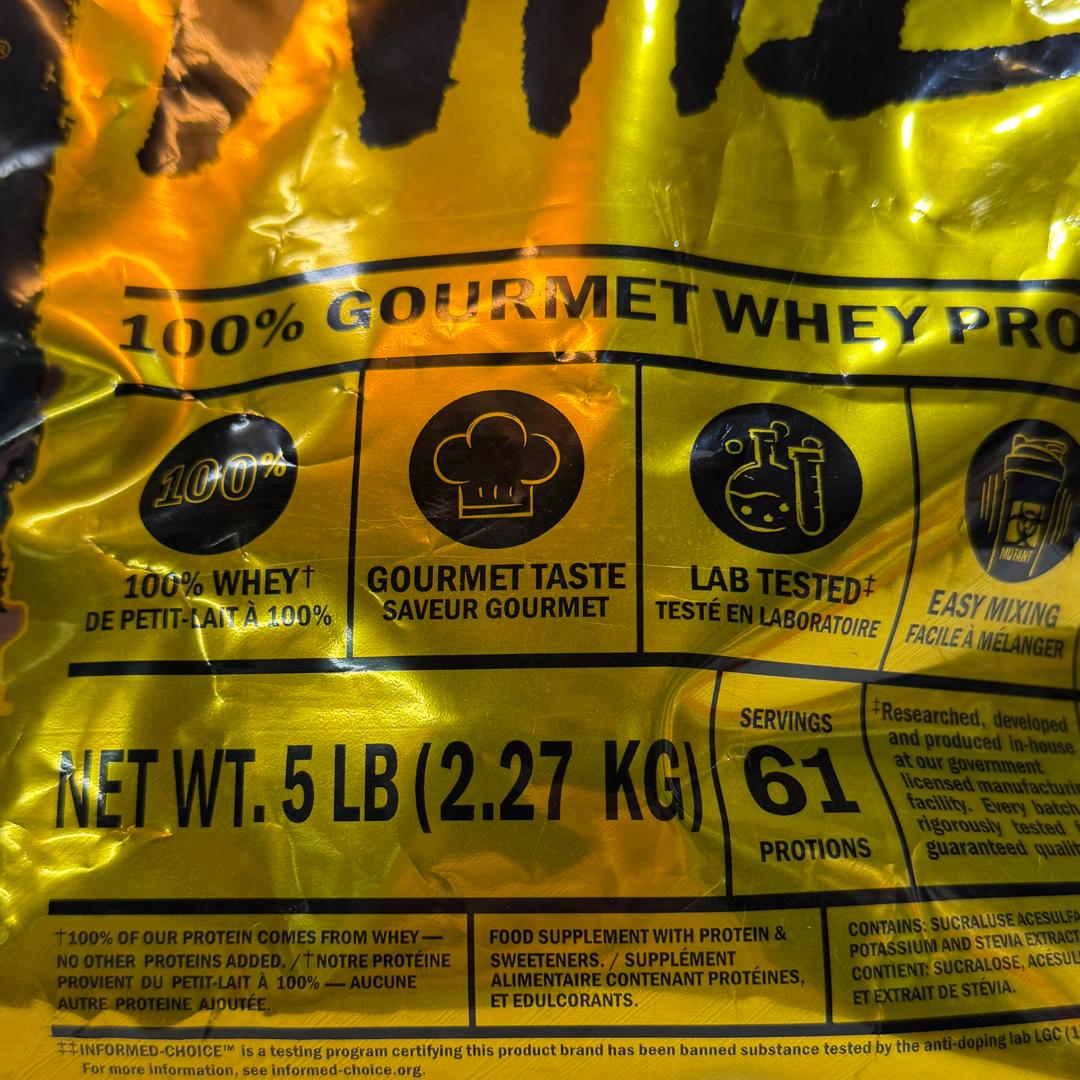 ®
100% GOURMET WHEY PRO
100%
MUTANT
100% WHEY†
DE PETIT-LAIT À 100%
GOURMET TASTE
SAVEUR GOURMET
LAB TESTED‡
TESTÉ EN LABORATOIRE
EASY MIXING
FACILE À MÉLANGER
NET WT. 5 LB (2.27 KG)
SERVINGS
61
PROTIONS
‡Researched, developed
and produced in-house
at our government
licensed manufacturin
facility. Every batch
rigorously tested
guaranteed qualit
†100% OF OUR PROTEIN COMES FROM WHEY—
NO OTHER PROTEINS ADDED. /†NOTRE PROTÉINE
PROVIENT DU PETIT-LAIT À 100% — AUCUNE
AUTRE PROTEINE AJOUTÉE.
FOOD SUPPLEMENT WITH PROTEIN &
SWEETENERS. / SUPPLÉMENT
ALIMENTAIRE CONTENANT PROTÉINES,
ET EDULCORANTS.
CONTAINS: SUCRALUSE ACESULFA
POTASSIUM AND STEVIA EXTRACT
CONTIENT: SUCRALOSE, ACÉSUL
ET EXTRAIT DE STÉVIA.
‡‡INFORMED-CHOICE™ is a testing program certifying this product brand has been banned substance tested by the anti-doping lab LGC (1
For more information, see informed-choice.org.